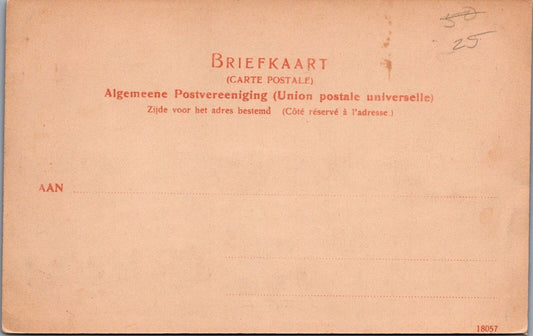 50
25
BRIEFKAART
(CARTE POSTALE)
Algemeene Postvereeniging (Union postale universelle)
Zijde voor het adres bestemd (Côté réservé à l'adresse)
AAN
18057